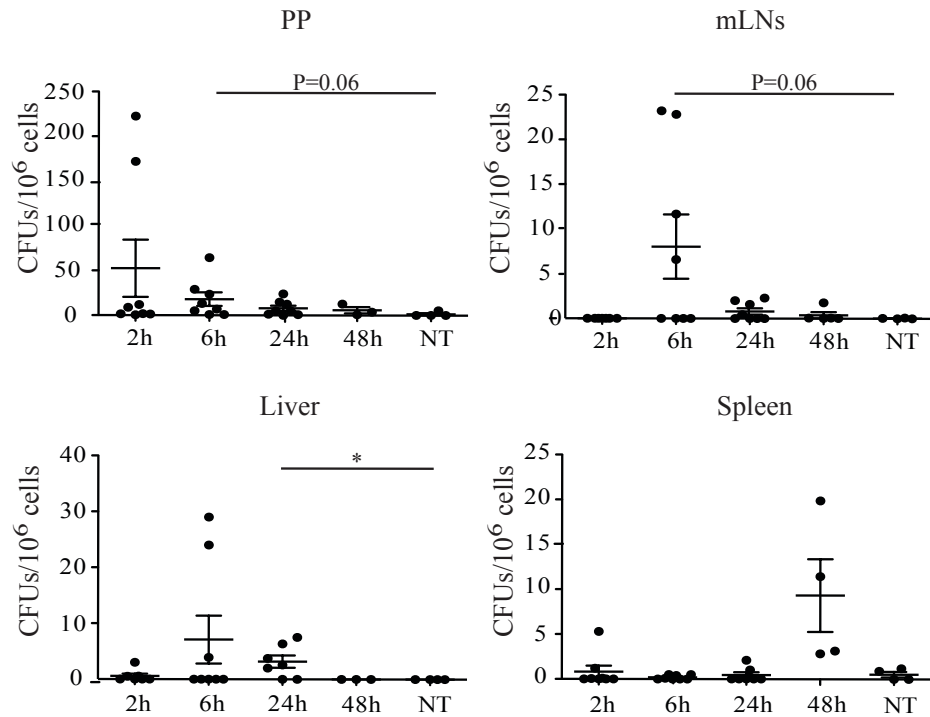 PP
P=0.06
CFUs/10⁶ cells
250
200
150
100
50
0
2h 6h 24h 48h NT
mLNs
P=0.06
CFUs/10⁶ cells
25
20
15
10
5
0
2h 6h 24h 48h NT
Liver
*
CFUs/10⁶ cells
40
30
20
10
0
2h 6h 24h 48h NT
Spleen
CFUs/10⁶ cells
25
20
15
10
5
0
2h 6h 24h 48h NT